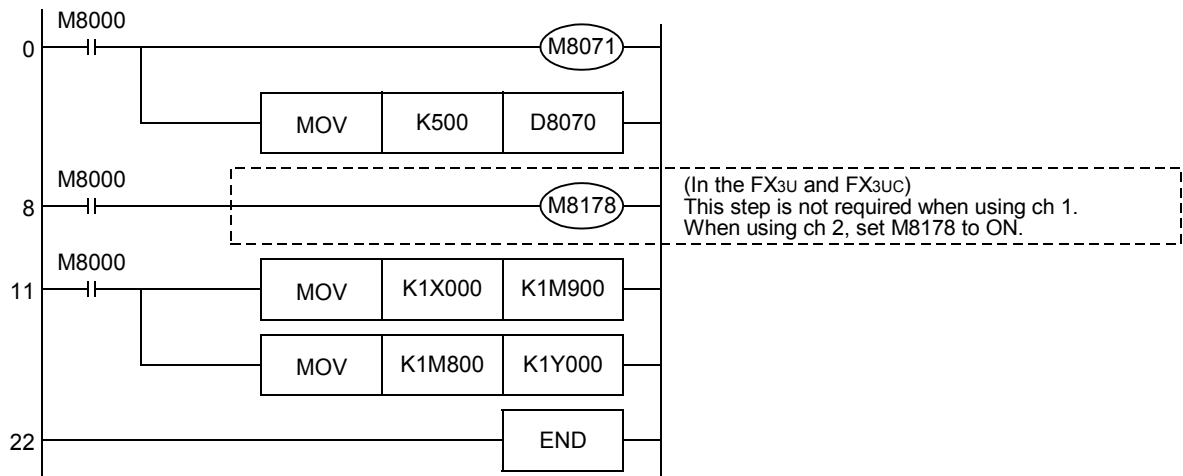 M8000
0 M8071
MOV K500 D8070
M8000
8 M8178
(In the FX3U and FX3UC)
This step is not required when using ch 1.
When using ch 2, set M8178 to ON.
M8000
11 MOV K1X000 K1M900
MOV K1M800 K1Y000
22 END